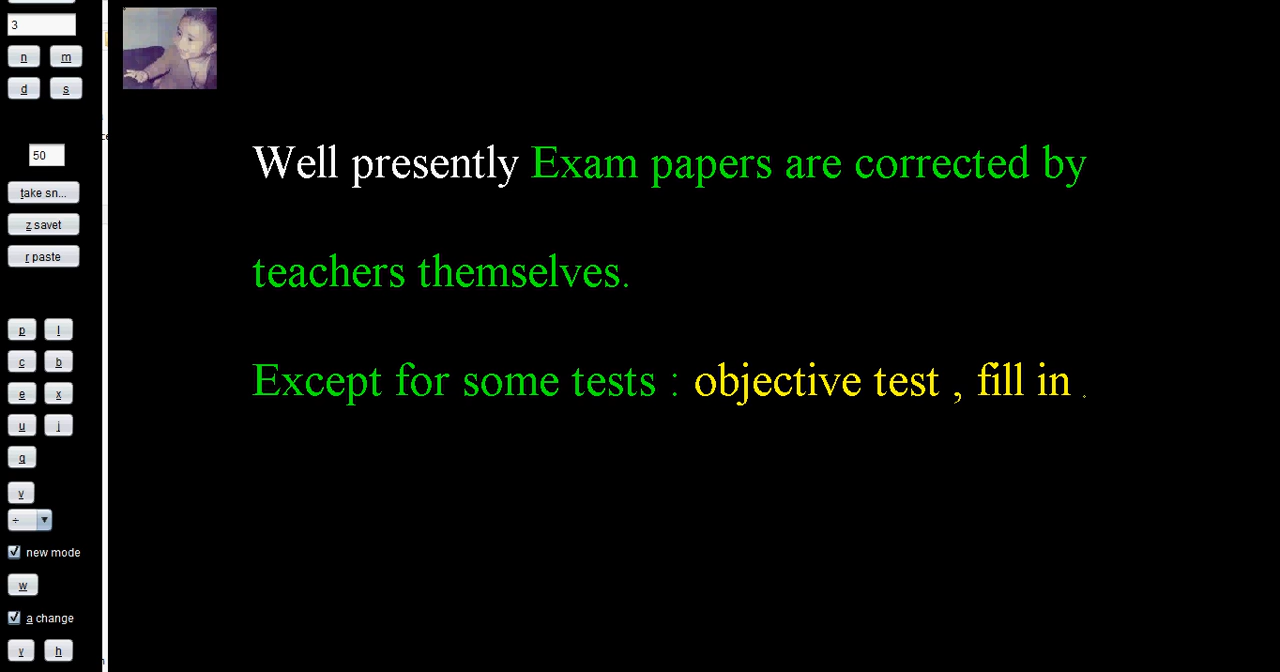 3
n m
d s
50
take sn...
z savet
r paste
p l
c b
e x
u j
q
v
÷
new mode
w
a change
y h
Well presently Exam papers are corrected by
teachers themselves.
Except for some tests : objective test , fill in .